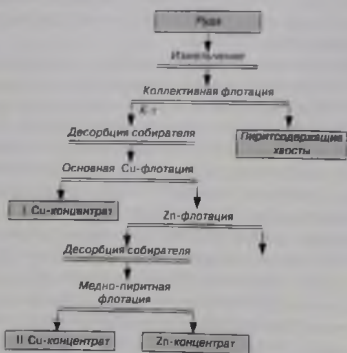 Руда
Измельчение
Коллективная флотация
К-т
Десорбция собирателя
Пиритсодержащие
хвосты
Основная Cu-флотация
I Cu-концентрат
Zn-флотация
Десорбция собирателя
Медно-пиритная
флотация
II Cu-концентрат
Zn-концентрат